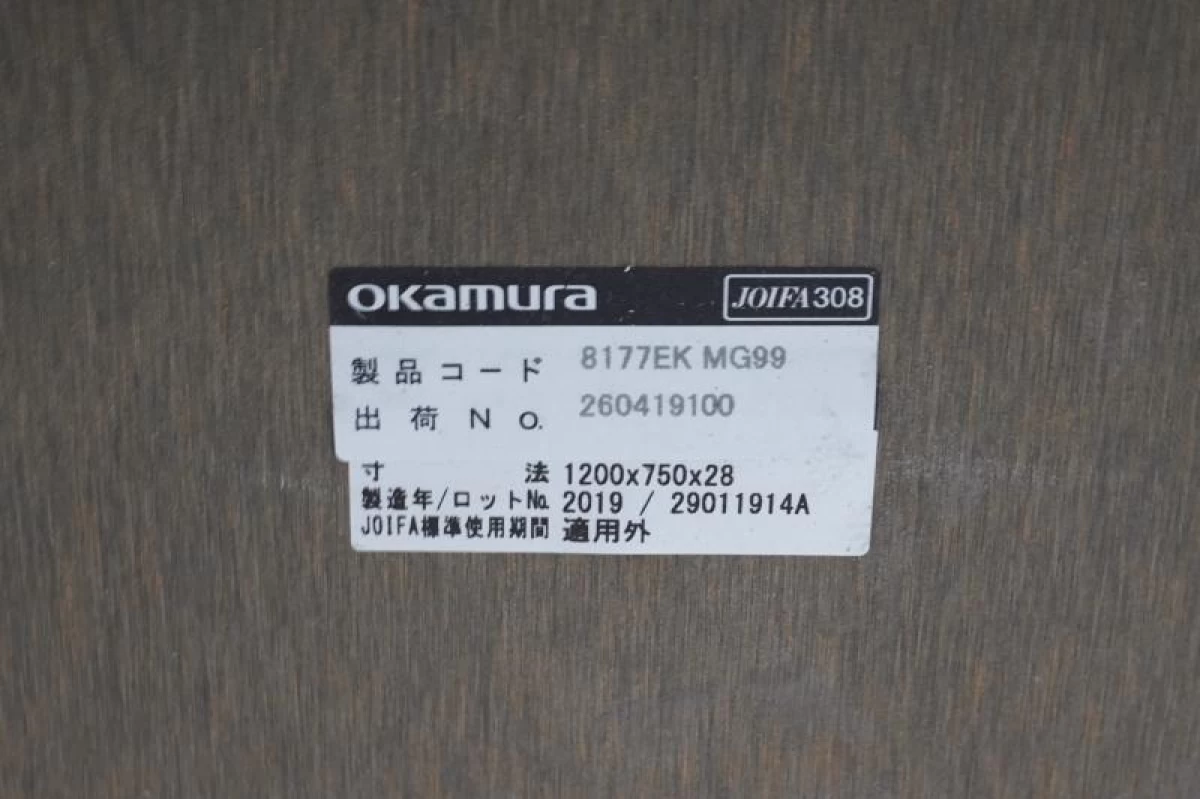 okamura JOIFA308
製品コード 8177EK MG99
出荷No. 260419100
寸法 1200x750x28
製造年/ロット№ 2019 / 29011914A
JOIFA標準使用期間 適用外